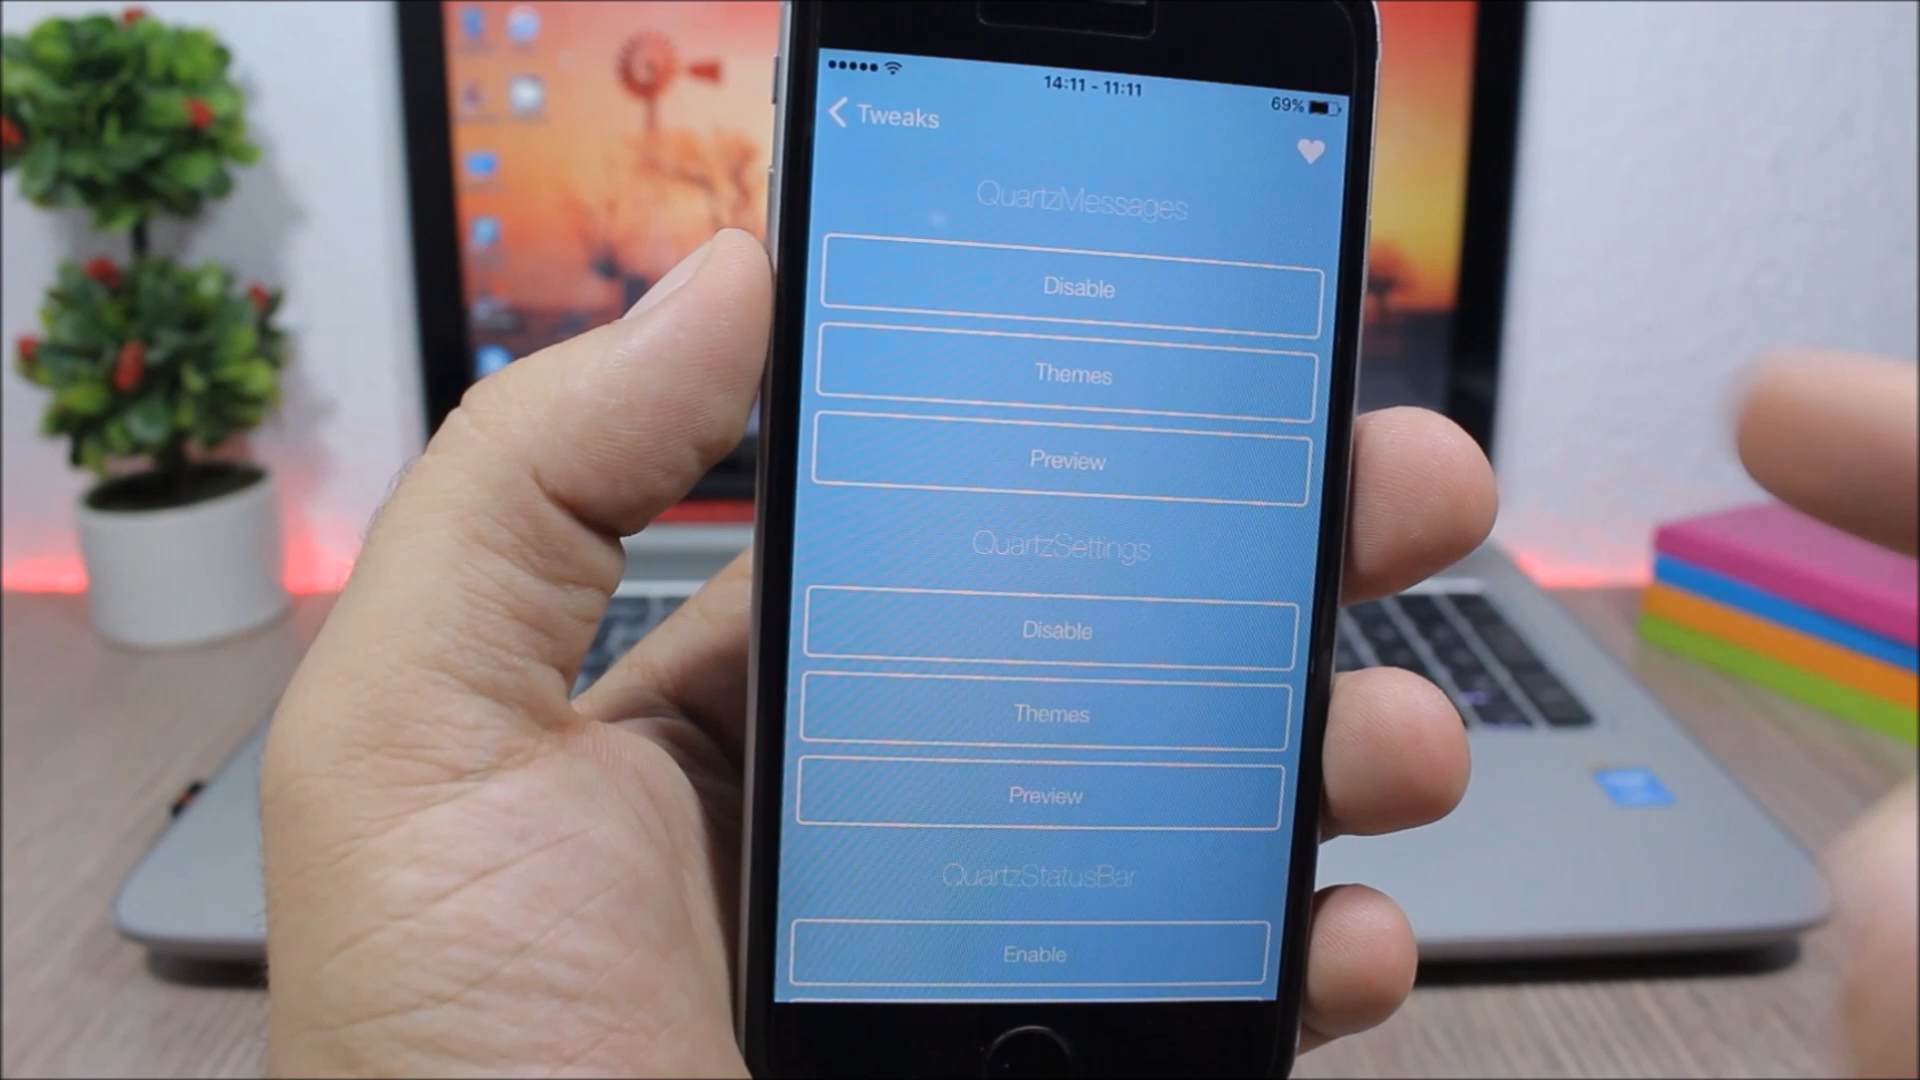 14:11 - 11:11
69%
Tweaks
QuartzMessages
Disable
Themes
Preview
QuartzSettings
Disable
Themes
Preview
QuartzStatusBar
Enable